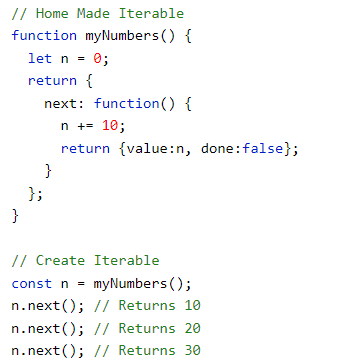 // Home Made Iterable
function myNumbers() {
  let n = 0;
  return {
    next: function() {
      n += 10;
      return {value:n, done:false};
    }
  };
}

// Create Iterable
const n = myNumbers();
n.next(); // Returns 10
n.next(); // Returns 20
n.next(); // Returns 30